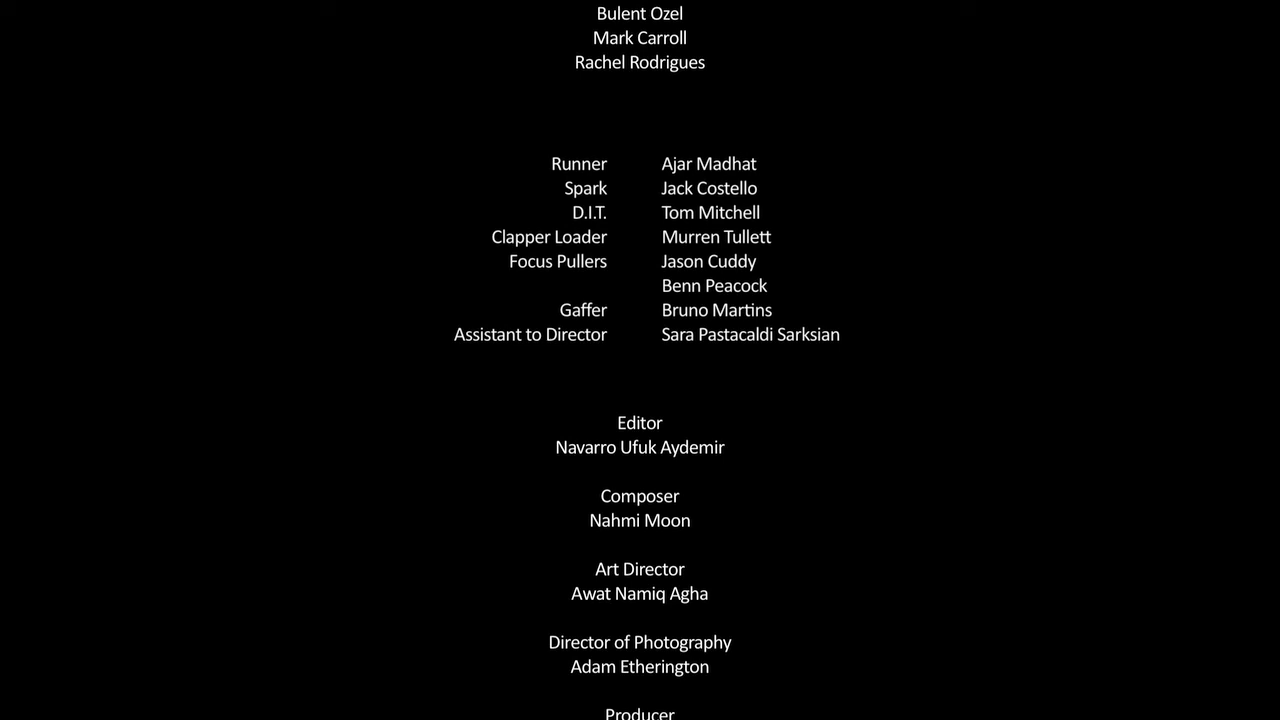 Bulent Ozel
Mark Carroll
Rachel Rodrigues
Runner Ajar Madhat
Spark Jack Costello
D.I.T. Tom Mitchell
Clapper Loader Murren Tullett
Focus Pullers Jason Cuddy
Benn Peacock
Gaffer Bruno Martins
Assistant to Director Sara Pastacaldi Sarksian
Editor
Navarro Ufuk Aydemir
Composer
Nahmi Moon
Art Director
Awat Namiq Agha
Director of Photography
Adam Etherington
Producer